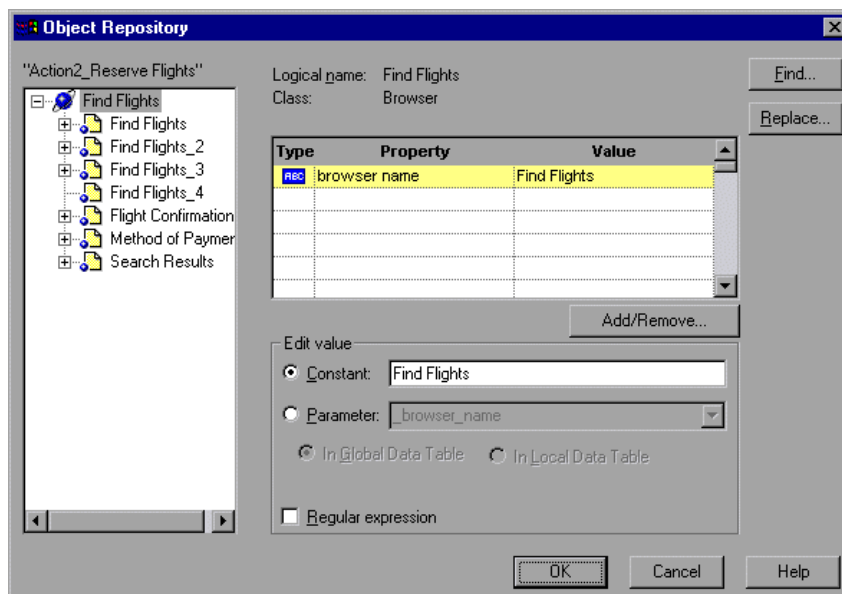 Object Repository
"Action2_Reserve Flights"
Find Flights
Find Flights
Find Flights_2
Find Flights_3
Find Flights_4
Flight Confirmation
Method of Paymer
Search Results
Logical name: Find Flights
Class: Browser
Find...
Replace...
Type Property Value
ABC browser name Find Flights
Add/Remove...
Edit value
Constant: Find Flights
Parameter: _browser_name
In Global Data Table In Local Data Table
Regular expression
OK Cancel Help